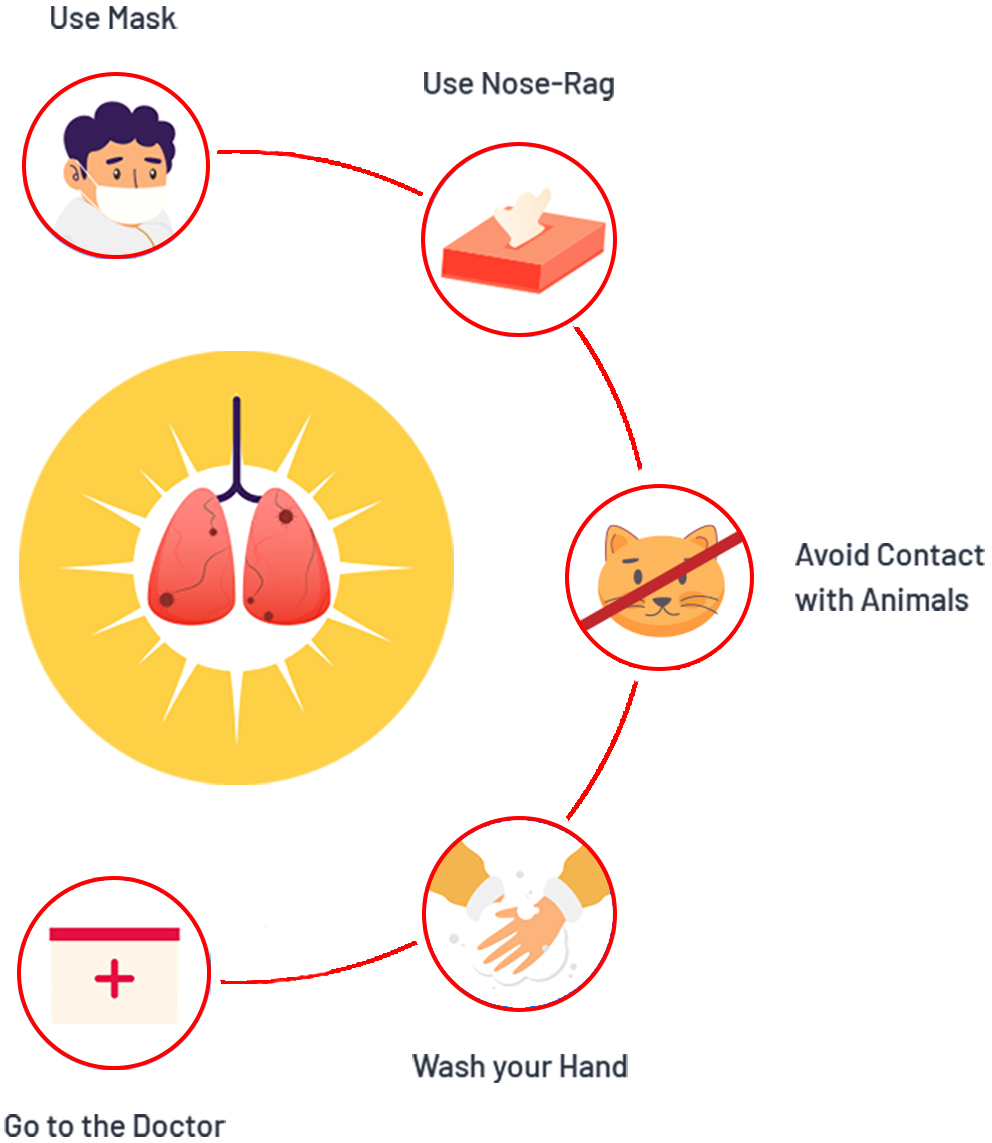 Use Mask
Use Nose-Rag
Avoid Contact
with Animals
Wash your Hand
Go to the Doctor